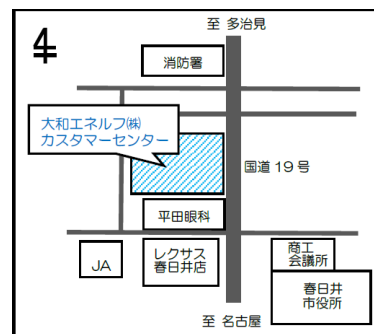 至 多治見
消防署
大和エネルフ㈱
カスタマーセンター
国道 19 号
平田眼科
JA
レクサス
春日井店
商工
会議所
春日井
市役所
至 名古屋